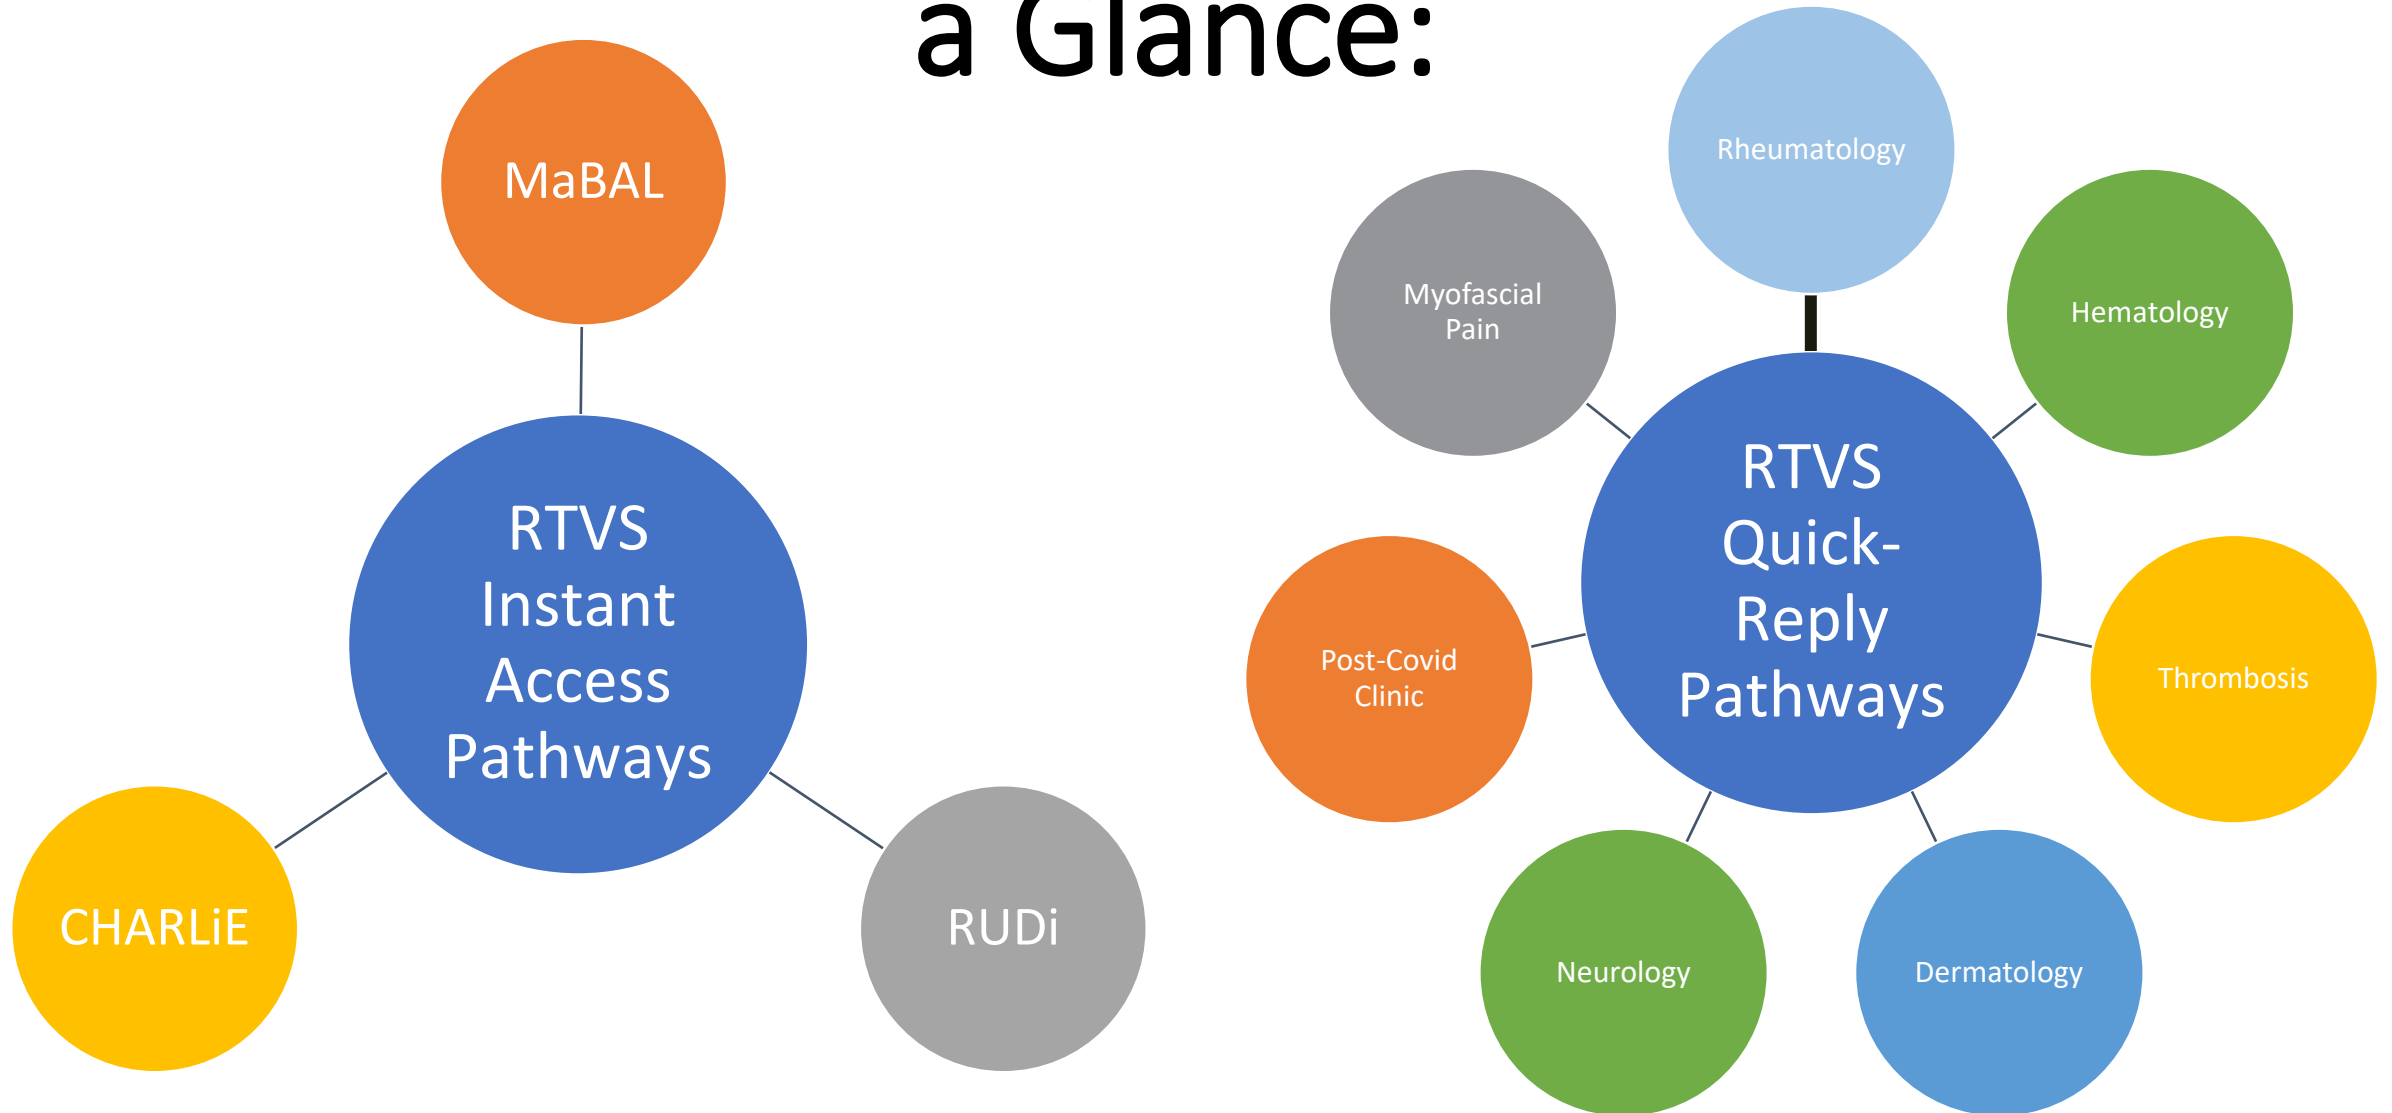 a Glance:
MaBAL
RTVS
Instant
Access
Pathways
CHARLiE
RUDi
Rheumatology
Myofascial
Pain
Hematology
RTVS
Quick-
Reply
Pathways
Post-Covid
Clinic
Thrombosis
Neurology
Dermatology